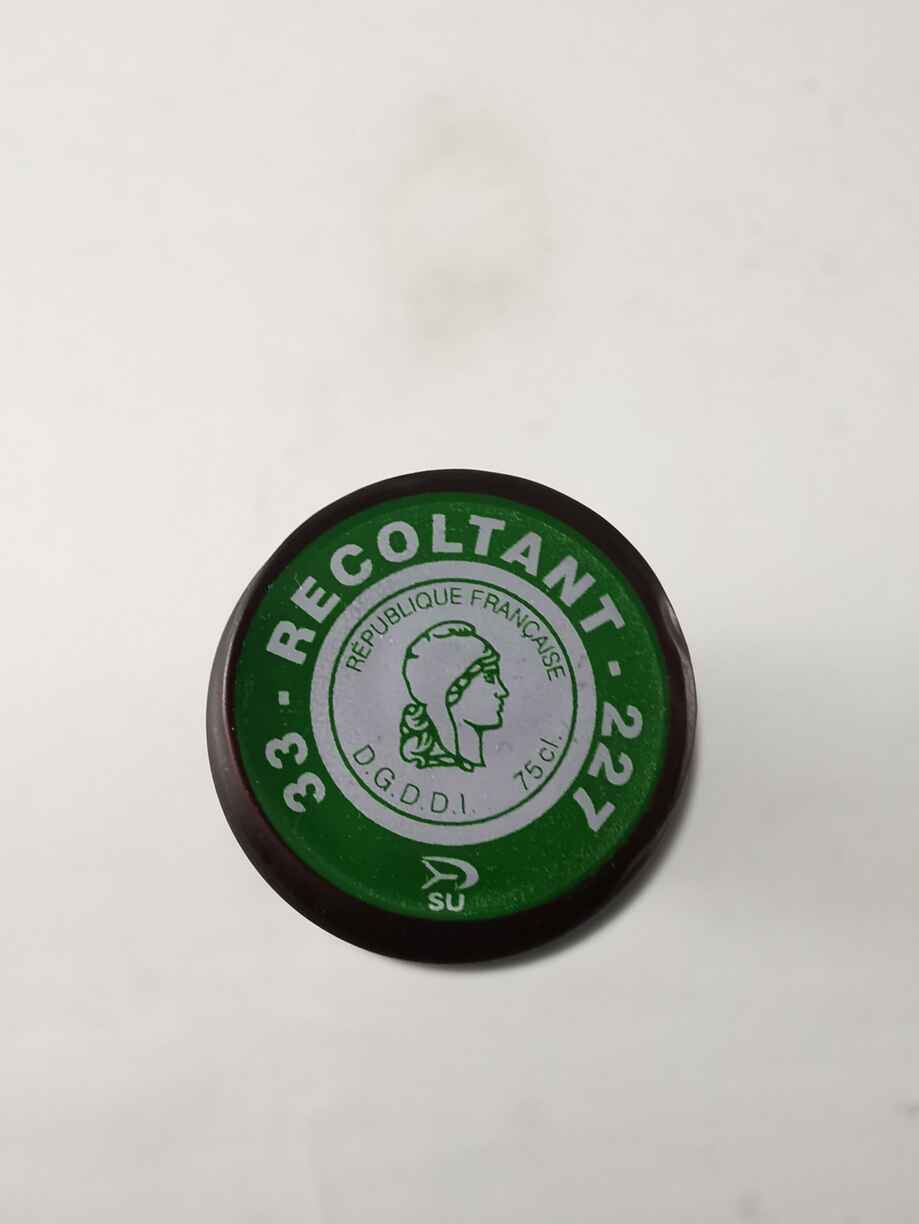 33 - RECOLTANT - 227
RÉPUBLIQUE FRANÇAISE
D.G.D.D.I. 75 cl.
SU